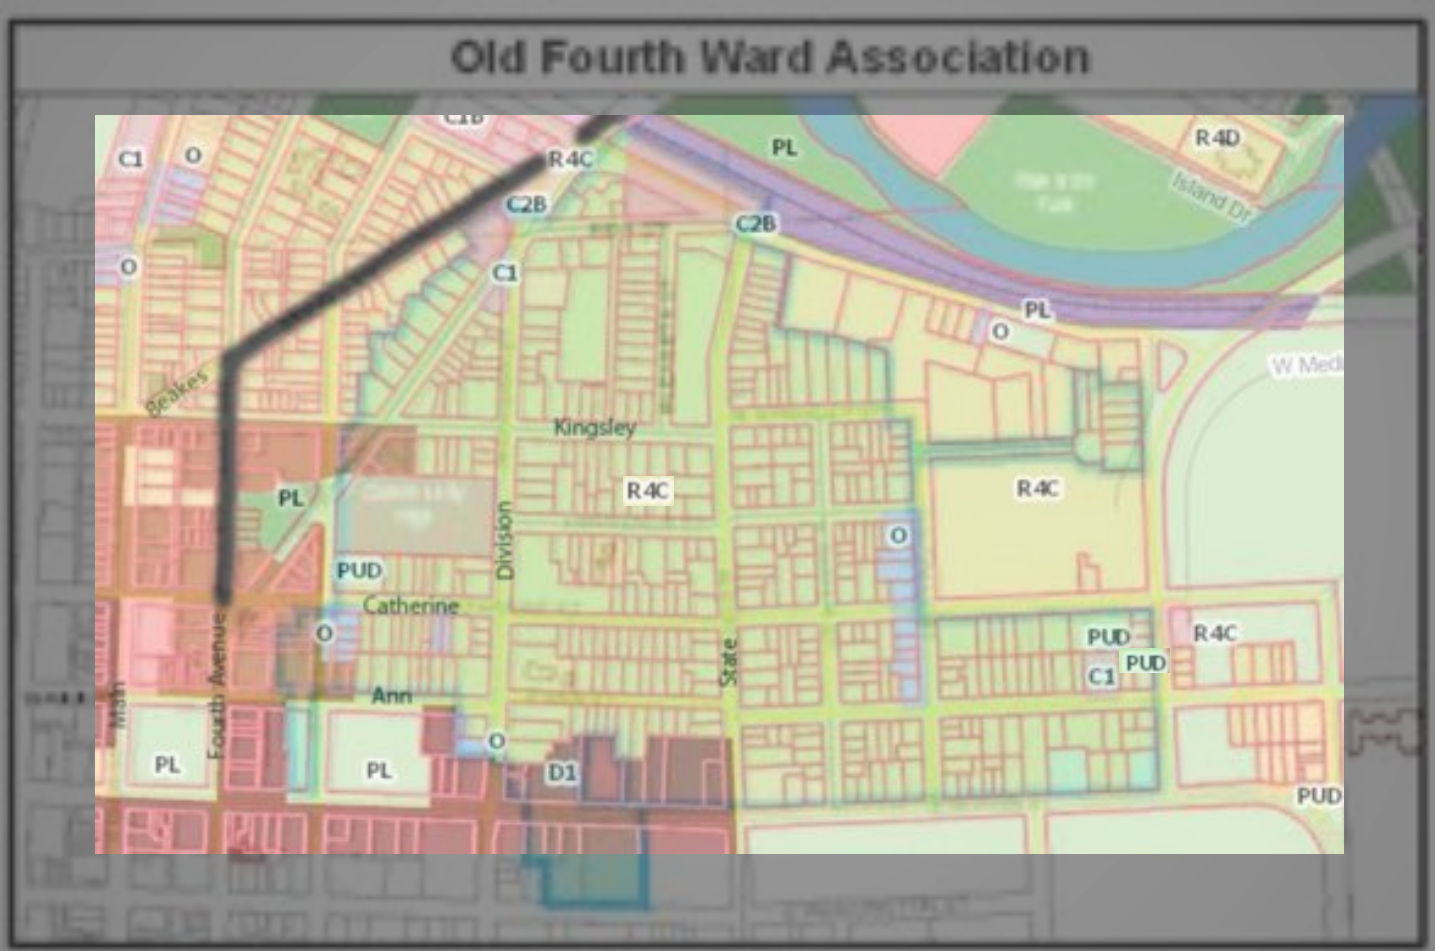 Old Fourth Ward Association
C1B
C1
O
R4C
PL
R4D
Island Dr
C2B
C2B
O
C1
PL
O
W Medi
Beakes
Kingsley
PL
R4C
R4C
Division
O
PUD
Catherine
O
PUD
R4C
PUD
C1
State
Ann
Main
Fourth Avenue
PL
PL
O
D1
PUD